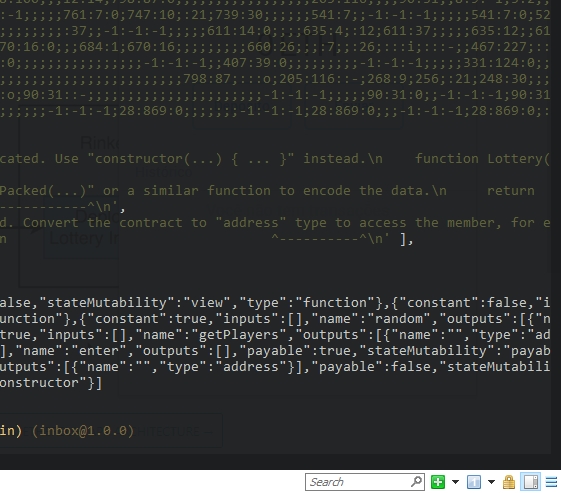 :-1;;;;;761:7:0;747:10;:21;739:30;;;;;;541:7;;-1:-1:-1;;;;;541:7:0;52
;;;;;;;;:37;;-1:-1:-1;;;;;611:14:0;;;;635:4;;12;611:37;;;;;635:12;;61
70:16:0;;;684:1;670:16;;;;;;;;660:26;;;;7;;:26;:::i;:::-;;467:227;::
:0;;;;;;;;;;;;;;;;;-1:-1:-1;;407:39:0;;;;;;;;-1:-1:-1;;;;;331:124:0;;
;;;;;;;;;;;;;;;;;;;;;;;798:87;:::o;205:116::-;268:9;256;:21;248:30;;;
:o;90:31::-;;;;;;;;;;;;;;;;;;;;;;;-1:-1:-1;;;;;90:31:0;;-1:-1:-1;90:31
;;;;;;-1:-1:-1;28:869:0;;;;;;;-1:-1:-1;28:869:0;;;-1:-1:-1;28:869:0;:
cated. Use "constructor(...) { ... }" instead.\n    function Lottery(
Packed(...)" or a similar function to encode the data.\n     return
------------^\n',
d. Convert the contract to "address" type to access the member, for e
n                                  ^-----------^\n' ],
Lottery
alse,"stateMutability":"view","type":"function"},{"constant":false,"i
unction"},{"constant":true,"inputs":[],"name":"random","outputs":[{"n
true,"inputs":[],"name":"getPlayers","outputs":[{"name":"","type":"ad
],"name":"enter","outputs":[],"payable":true,"stateMutability":"payab
utputs":[{"name":"","type":"address"}],"payable":false,"stateMutabili
onstructor"}]
in) (inbox@1.0.0)
Search